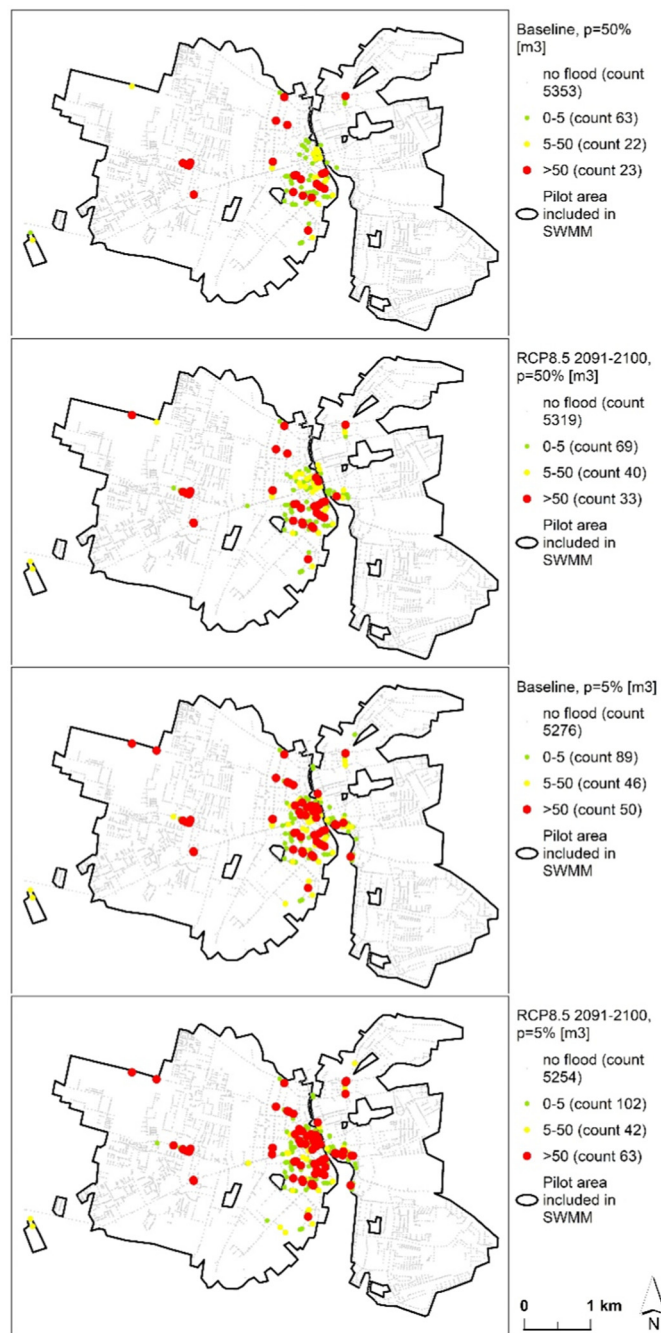 Baseline, p=50%
[m3]
no flood (count
5353)
0-5 (count 63)
5-50 (count 22)
>50 (count 23)
Pilot area
included in
SWMM
RCP8.5 2091-2100,
p=50% [m3]
no flood (count
5319)
0-5 (count 69)
5-50 (count 40)
>50 (count 33)
Pilot area
included in
SWMM
Baseline, p=5% [m3]
no flood (count
5276)
0-5 (count 89)
5-50 (count 46)
>50 (count 50)
Pilot area
included in
SWMM
RCP8.5 2091-2100,
p=5% [m3]
no flood (count
5254)
0-5 (count 102)
5-50 (count 42)
>50 (count 63)
Pilot area
included in
SWMM
0 1 km
N